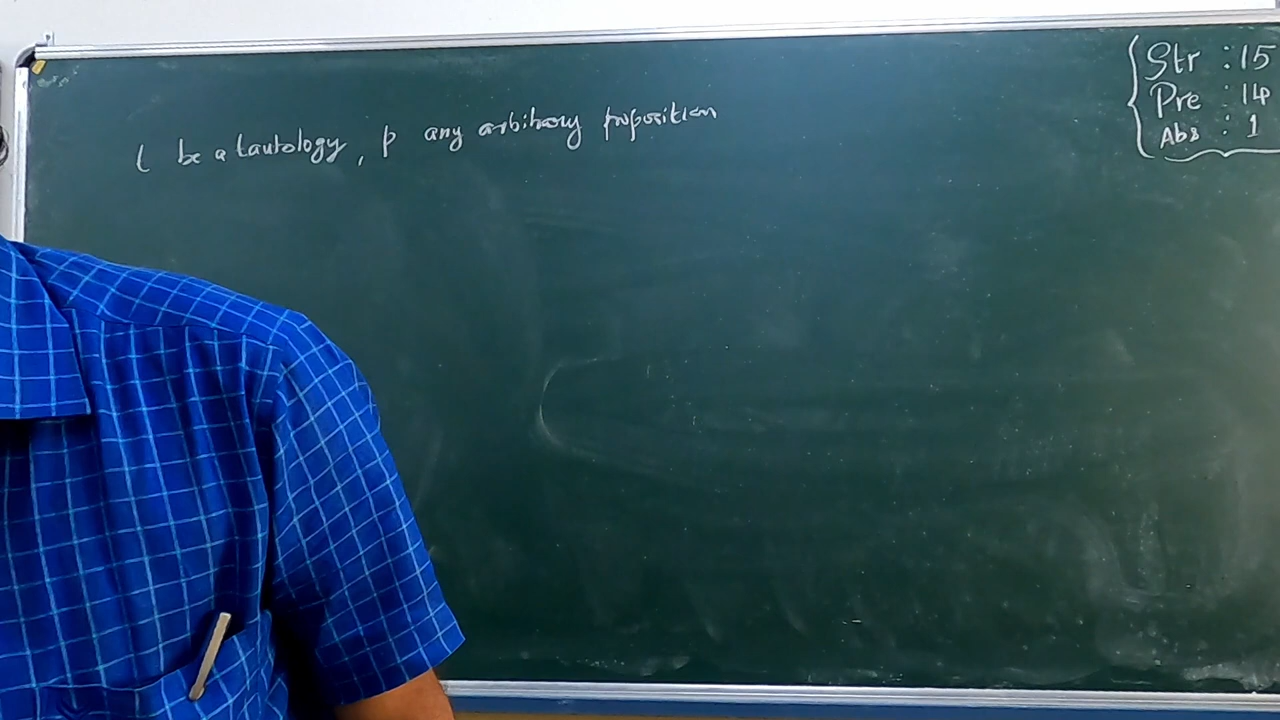 t be a tautology, p any arbitrary proposition
Str : 15
Pre : 14
Abs : 1